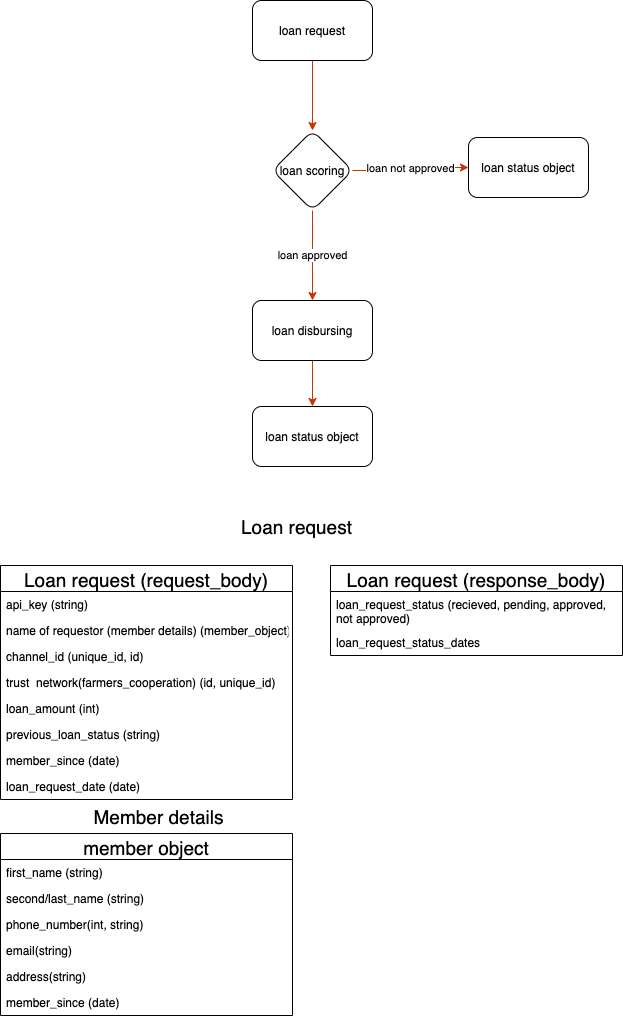 loan request
loan scoring
loan not approved
loan status object
loan approved
loan disbursing
loan status object
Loan request
Loan request (request_body)
api_key (string)
name of requestor (member details) (member_object)
channel_id (unique_id, id)
trust network(farmers_cooperation) (id, unique_id)
loan_amount (int)
previous_loan_status (string)
member_since (date)
loan_request_date (date)
Loan request (response_body)
loan_request_status (recieved, pending, approved,
not approved)
loan_request_status_dates
Member details
member object
first_name (string)
second/last_name (string)
phone_number(int, string)
email(string)
address(string)
member_since (date)